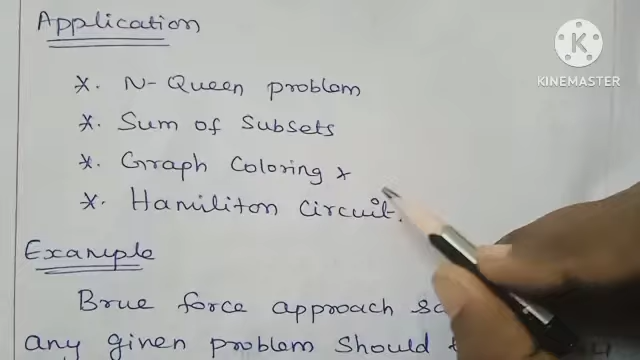 Application
*. N-Queen problem
*. Sum of Subsets
*. Graph Coloring x
*. Hamiliton Circuit.
Example
Brue force approach
any given problem should
K
KINEMASTER